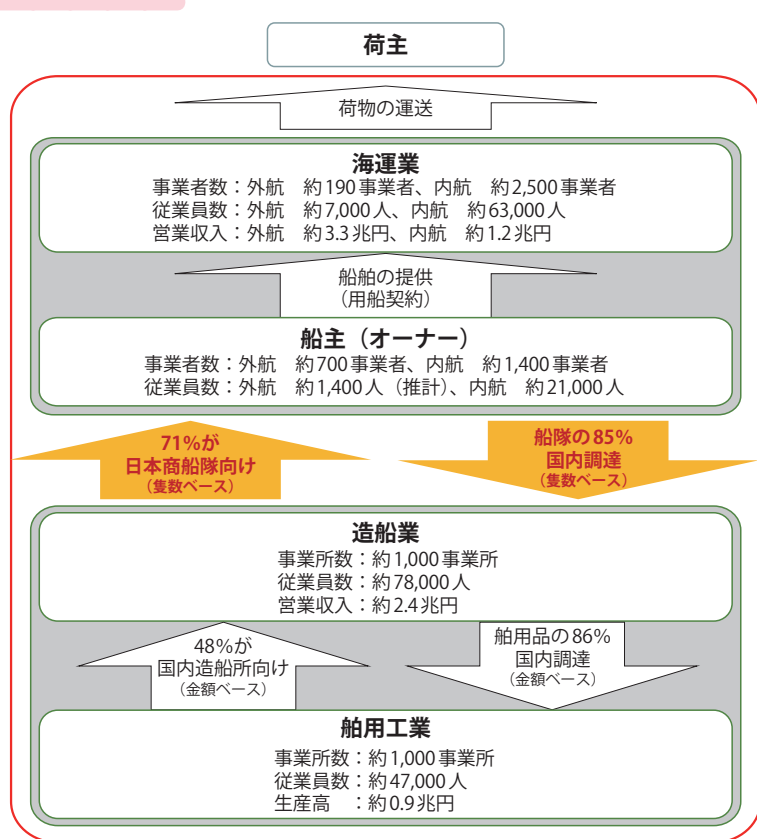 荷主
荷物の運送
海運業
事業者数：外航　約190事業者、内航　約2,500事業者
従業員数：外航　約7,000人、内航　約63,000人
営業収入：外航　約3.3兆円、内航　約1.2兆円
船舶の提供
（用船契約）
船主（オーナー）
事業者数：外航　約700事業者、内航　約1,400事業者
従業員数：外航　約1,400人（推計）、内航　約21,000人
71%が
日本商船隊向け
（隻数ベース）
船隊の85%
国内調達
（隻数ベース）
造船業
事業所数：約1,000事業所
従業員数：約78,000人
営業収入：約2.4兆円
48%が
国内造船所向け
（金額ベース）
舶用品の86%
国内調達
（金額ベース）
舶用工業
事業所数：約1,000事業所
従業員数：約47,000人
生産高　：約0.9兆円